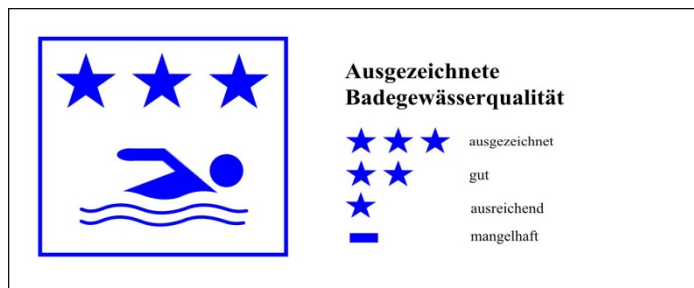 Ausgezeichnete
Badegewässerqualität
ausgezeichnet
gut
ausreichend
mangelhaft